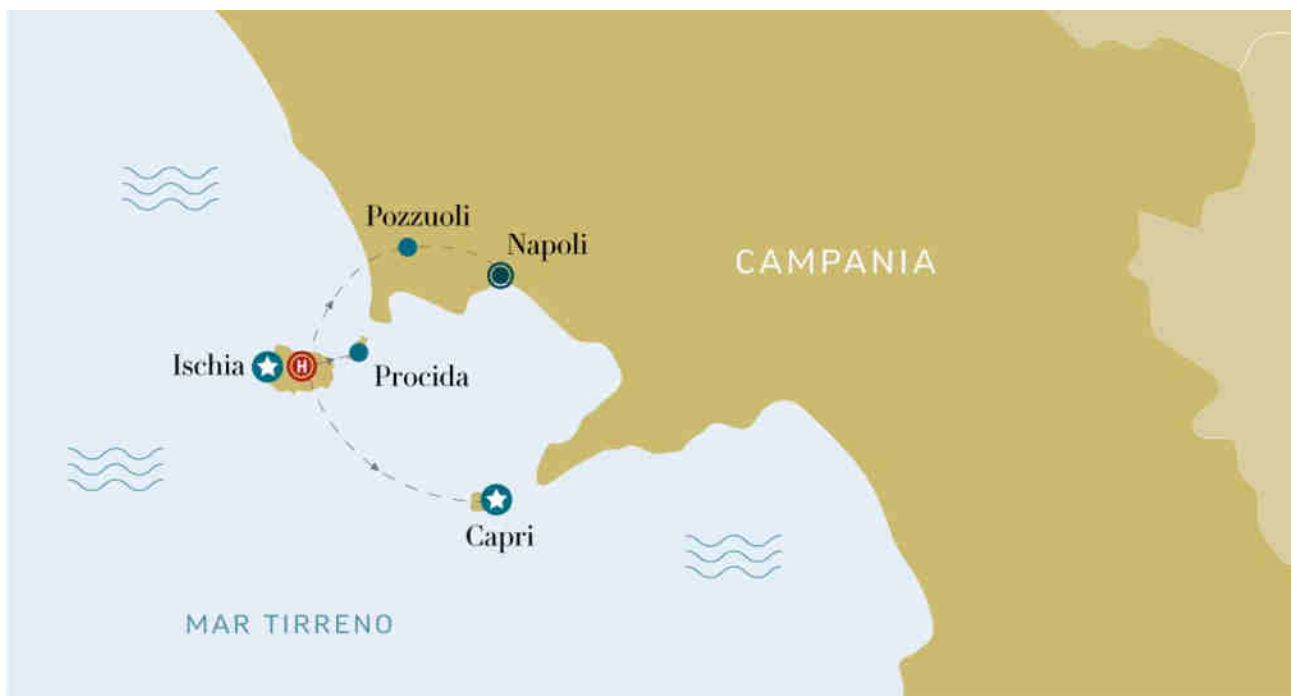 Pozzuoli
Napoli
CAMPANIA
Ischia
H
Procida
Capri
MAR TIRRENO